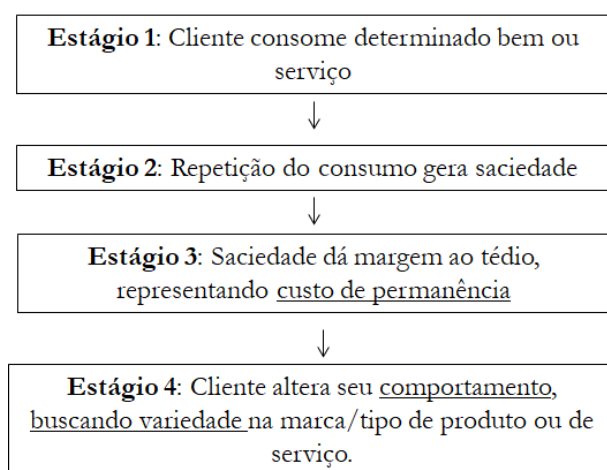 Estágio 1: Cliente consome determinado bem ou
serviço
Estágio 2: Repetição do consumo gera saciedade
Estágio 3: Saciedade dá margem ao tédio,
representando custo de permanência
Estágio 4: Cliente altera seu comportamento,
buscando variedade na marca/tipo de produto ou de
serviço.